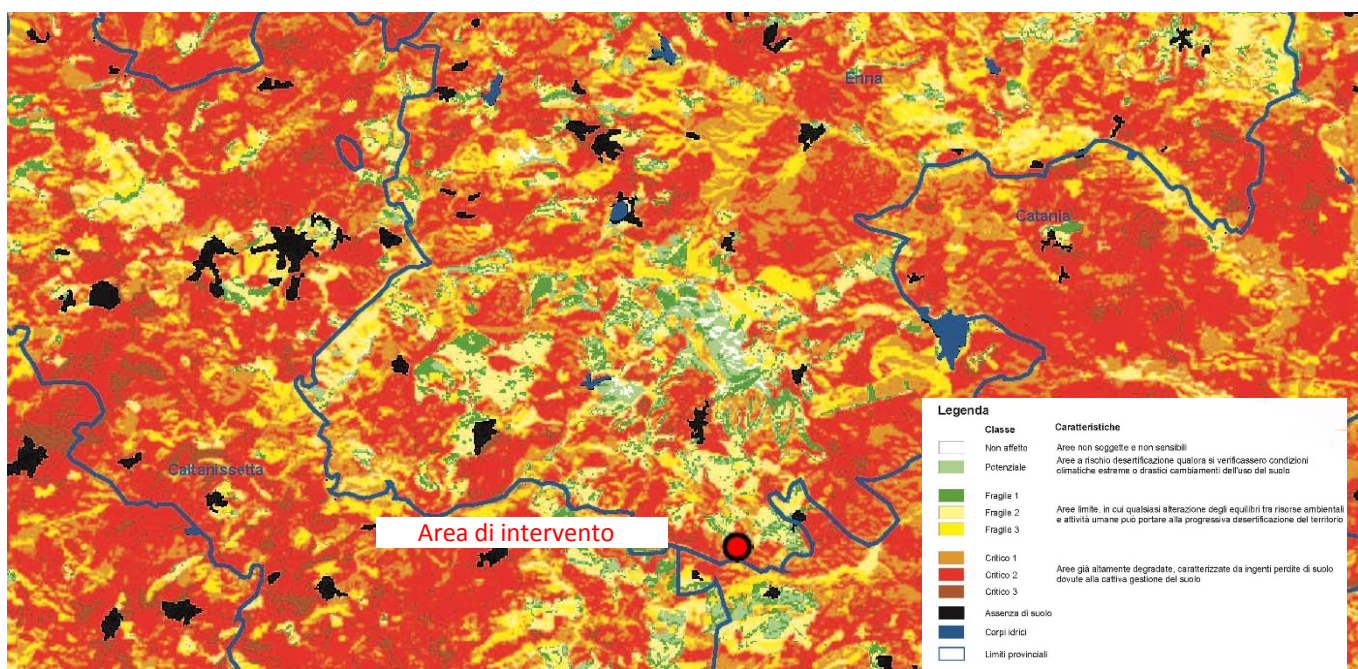 Enna
Catania
Caltanissetta
Area di intervento
Legenda
Classe Caratteristiche
Non affetto Aree non soggette e non sensibili
Potenziale Aree a rischio desertificazione qualora si verificassero condizioni
climatiche estreme o drastici cambiamenti dell'uso del suolo
Fragile 1
Fragile 2 Aree limite, in cui qualsiasi alterazione degli equilibri tra risorse ambientali
e attività umane può portare alla progressiva desertificazione del territorio
Fragile 3
Critico 1
Critico 2 Aree già altamente degradate, caratterizzate da ingenti perdite di suolo
dovute alla cattiva gestione del suolo
Critico 3
Assenza di suolo
Corpi idrici
Limiti provinciali